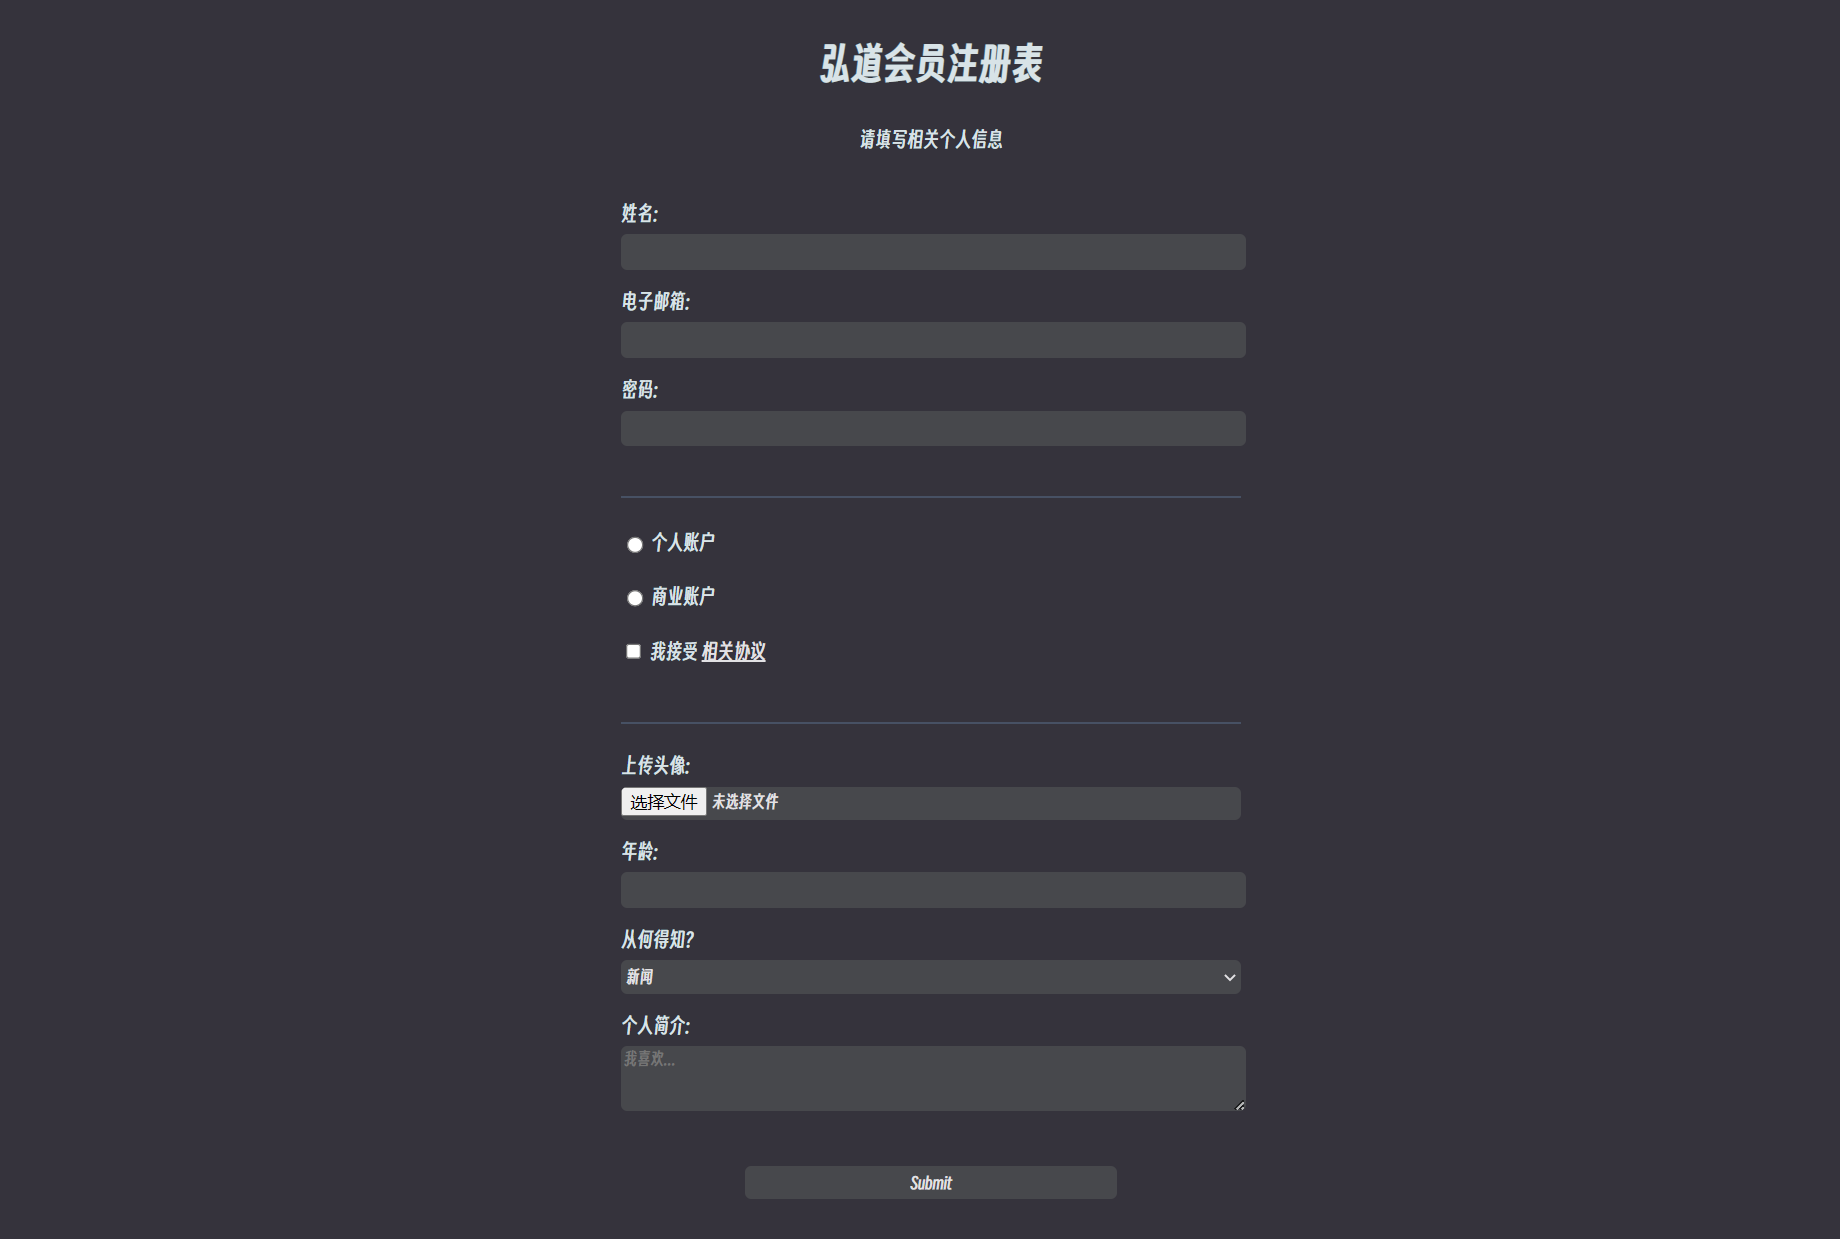 弘道会员注册表
请填写相关个人信息
姓名:
电子邮箱:
密码:
个人账户
商业账户
我接受 相关协议
上传头像:
选择文件 未选择文件
年龄:
从何得知?
新闻
个人简介:
我喜欢...
Submit